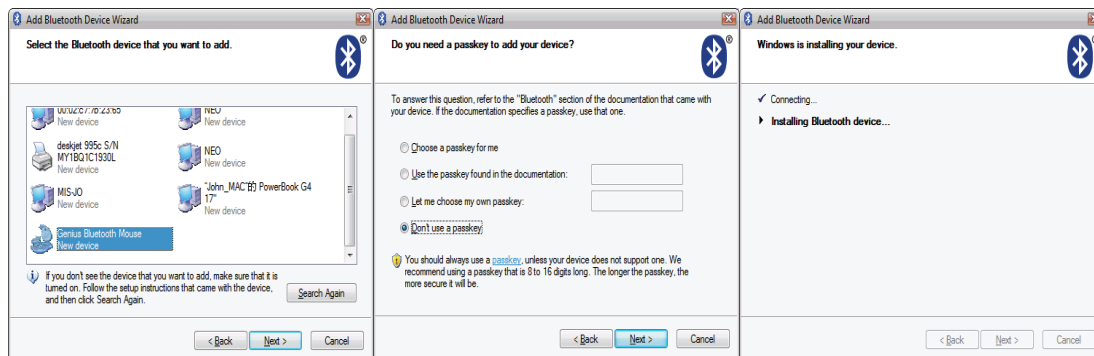 Add Bluetooth Device Wizard
Select the Bluetooth device that you want to add.
®
00:02:c7:7b:23:65
New device
NEO
New device
deskjet 995c S/N
MY1BQ1C1930L
New device
NEO
New device
MIS-JO
New device
"John_MAC"的 PowerBook G4
17"
New device
Genius Bluetooth Mouse
New device
If you don't see the device that you want to add, make sure that it is
turned on. Follow the setup instructions that came with the device,
and then click Search Again.
Search Again
< Back
Next >
Cancel
Add Bluetooth Device Wizard
Do you need a passkey to add your device?
®
To answer this question, refer to the "Bluetooth" section of the documentation that came with
your device. If the documentation specifies a passkey, use that one.
Choose a passkey for me
Use the passkey found in the documentation:
Let me choose my own passkey:
Don't use a passkey
You should always use a passkey, unless your device does not support one. We
recommend using a passkey that is 8 to 16 digits long. The longer the passkey, the
more secure it will be.
< Back
Next >
Cancel
Add Bluetooth Device Wizard
Windows is installing your device.
®
Connecting...
Installing Bluetooth device...
< Back
Next >
Cancel